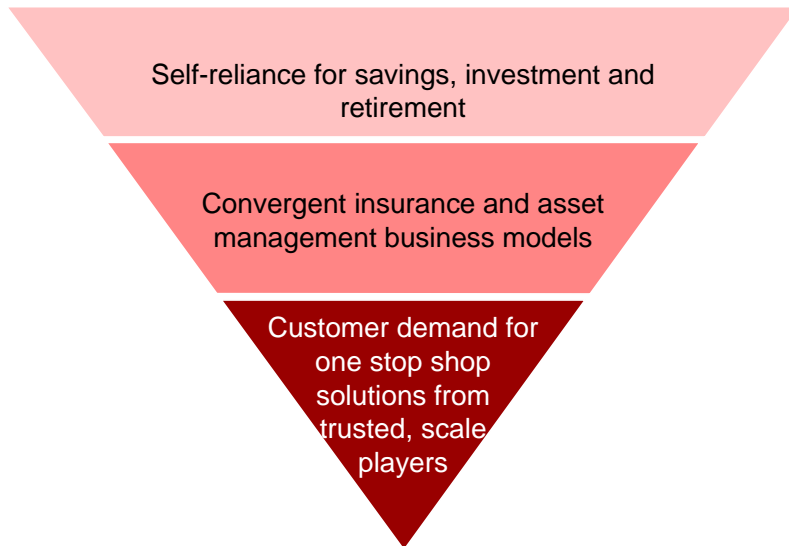 Self-reliance for savings, investment and
retirement
Convergent insurance and asset
management business models
Customer demand for
one stop shop
solutions from
trusted, scale
players